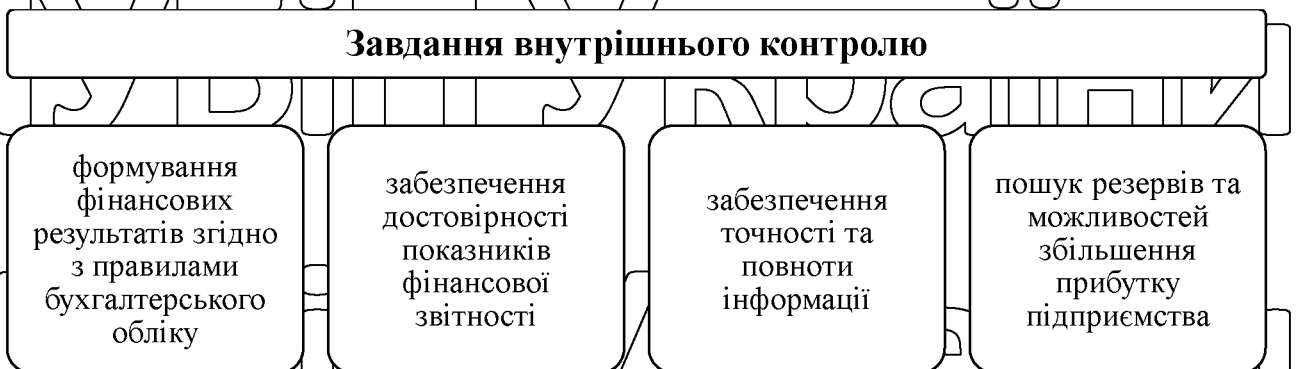 Завдання внутрішнього контролю
формування
фінансових
результатів згідно
з правилами
бухгалтерського
обліку
забезпечення
достовірності
показників
фінансової
звітності
забезпечення
точності та
повноти
інформації
пошук резервів та
можливостей
збільшення
прибутку
підприємства